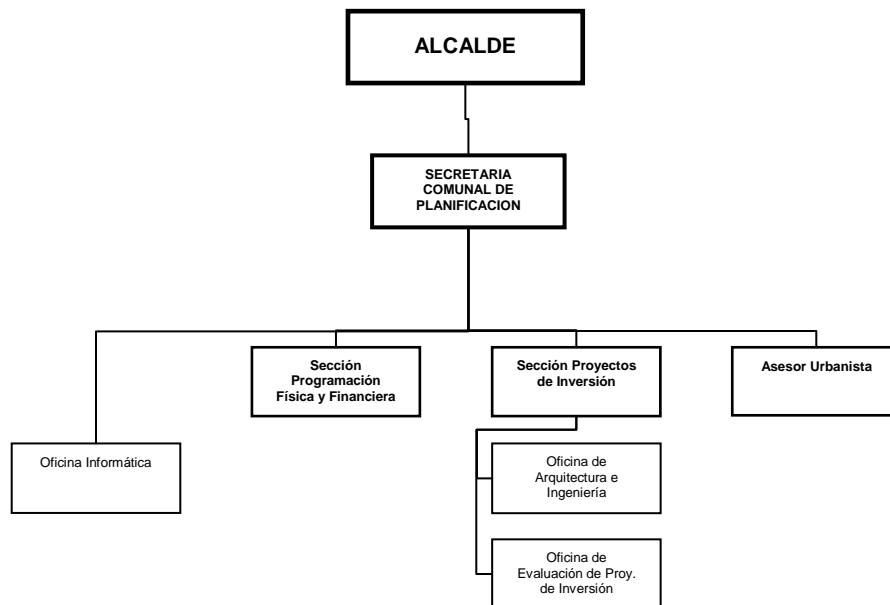 ALCALDE
SECRETARIA
COMUNAL DE
PLANIFICACION
Sección
Programación
Física y Financiera
Sección Proyectos
de Inversión
Asesor Urbanista
Oficina Informática
Oficina de
Arquitectura e
Ingeniería
Oficina de
Evaluación de Proy.
de Inversión